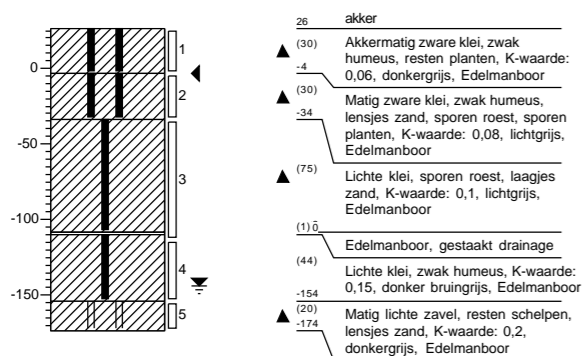 26 akker
(30) Akkermatig zware klei, zwak
humeus, resten planten, K-waarde:
-4 0,06, donkergrijs, Edelmanboor
(30) Matig zware klei, zwak humeus,
-34 lensjes zand, sporen roest, sporen
planten, K-waarde: 0,08, lichtgrijs,
Edelmanboor
(75) Lichte klei, sporen roest, laagjes
zand, K-waarde: 0,1, lichtgrijs,
Edelmanboor
(1)
Edelmanboor, gestaakt drainage
(44) Lichte klei, zwak humeus, K-waarde:
-154 0,15, donker bruingrijs, Edelmanboor
(20) Matig lichte zavel, resten schelpen,
-174 lensjes zand, K-waarde: 0,2,
donkergrijs, Edelmanboor
0
-50
-100
-150
1
2
3
4
5